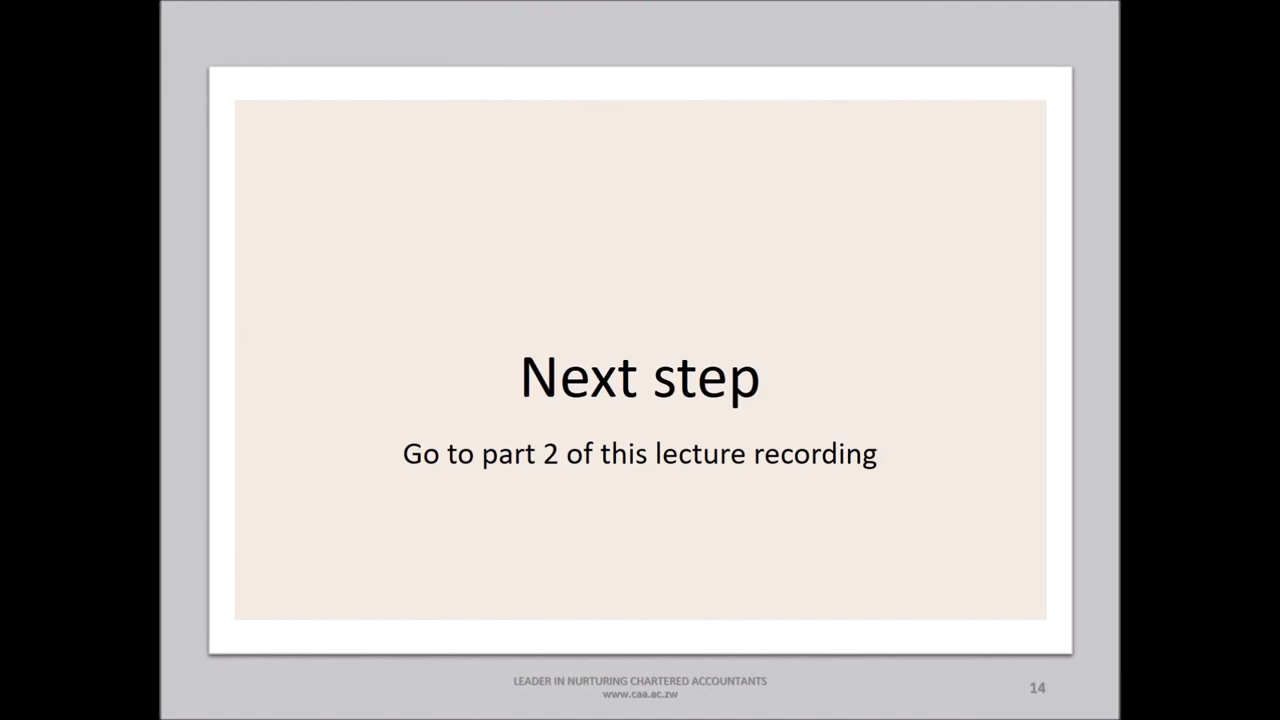 Next step
Go to part 2 of this lecture recording
LEADER IN NURTURING CHARTERED ACCOUNTANTS
www.caa.ac.zw
14